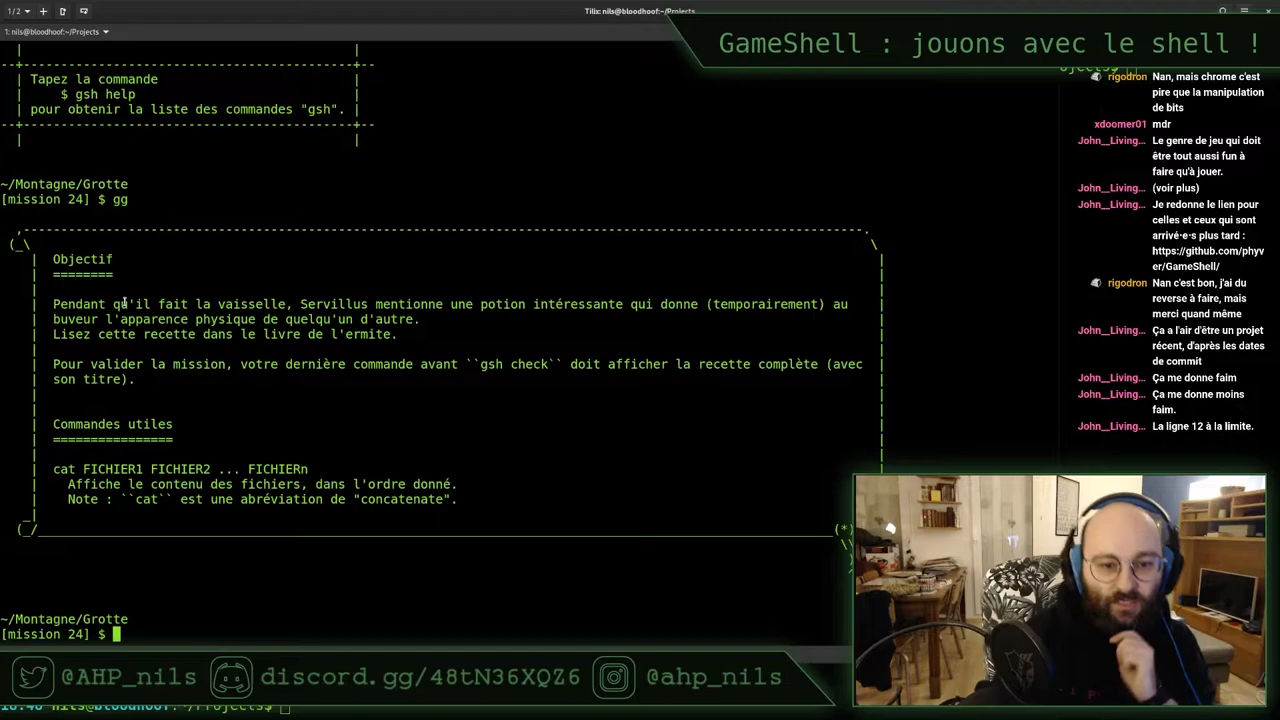 1/2
Tilix: nils@bloodhoof:~/Projects
1: nils@bloodhoof:~/Projects
GameShell : jouons avec le shell !
Tapez la commande
$ gsh help
pour obtenir la liste des commandes "gsh".
~/Montagne/Grotte
[mission 24] $ gg
Objectif
========
Pendant qu'il fait la vaisselle, Servillus mentionne une potion intéressante qui donne (temporairement) au
buveur l'apparence physique de quelqu'un d'autre.
Lisez cette recette dans le livre de l'ermite.
Pour valider la mission, votre dernière commande avant ``gsh check`` doit afficher la recette complète (avec
son titre).
Commandes utiles
================
cat FICHIER1 FICHIER2 ... FICHIERn
Affiche le contenu des fichiers, dans l'ordre donné.
Note : ``cat`` est une abréviation de "concatenate".
~/Montagne/Grotte
[mission 24] $
rigodron Nan, mais chrome c'est
pire que la manipulation
de bits
xdoomer01 mdr
John__Living... Le genre de jeu qui doit
être tout aussi fun à
faire qu'à jouer.
John__Living... (voir plus)
John__Living... Je redonne le lien pour
celles et ceux qui sont
arrivé·e·s plus tard :
https://github.com/phyv
er/GameShell/
rigodron Nan c'est bon, j'ai du
reverse à faire, mais
merci quand même
John__Living... Ça a l'air d'être un projet
récent, d'après les dates
de commit
John__Living... Ça me donne faim
John__Living... Ça me donne moins
faim.
John__Living... La ligne 12 à la limite.
@AHP_nils discord.gg/48tN36XQZ6 @ahp_nils
nils@bloodhoof:~/Projects$